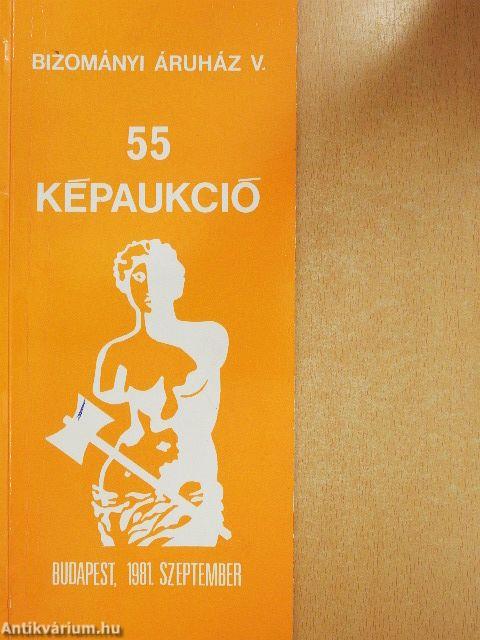 BIZOMÁNYI ÁRUHÁZ V.
55
KÉPAUKCIÓ
BUDAPEST, 1981. SZEPTEMBER
Antikvárium.hu